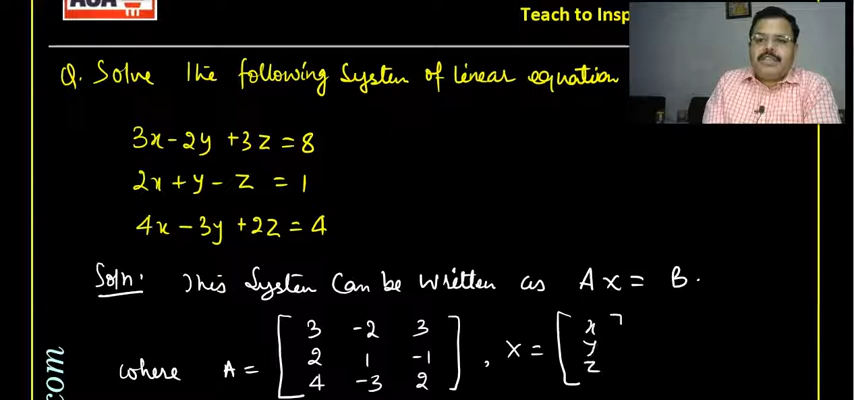 Teach to Insp
Q. Solve the following System of linear equation
3x - 2y + 3z = 8
2x + y - z = 1
4x - 3y + 2z = 4
Soln: This System Can be written as AX = B.
where A = [ 3 -2 3
2 1 -1
4 -3 2 ] , X = [ x
y
z
com